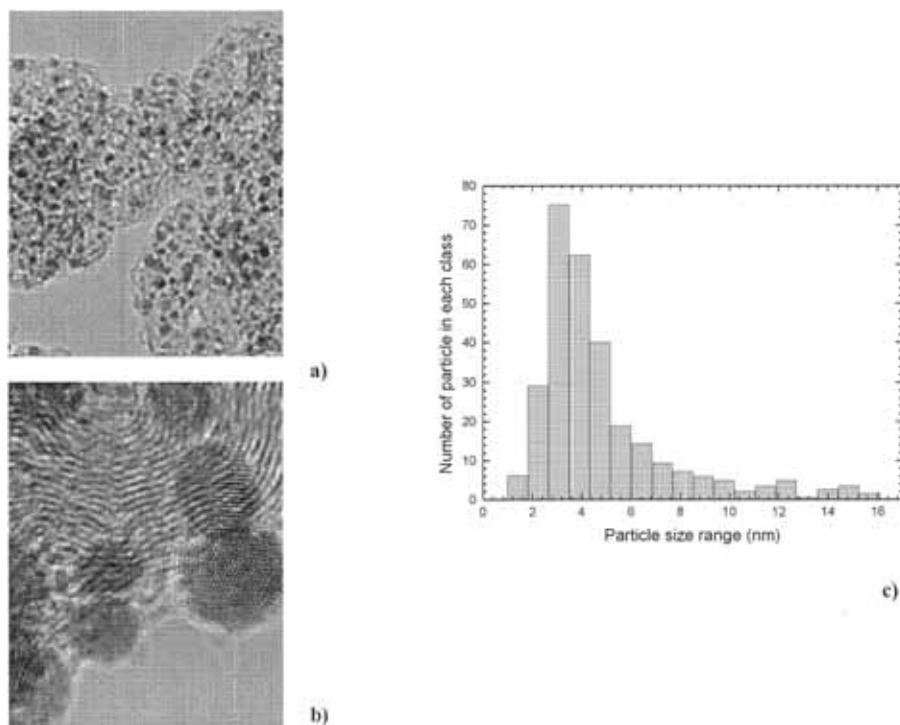 a)
b)
80
70
60
50
40
30
20
10
0
0 2 4 6 8 10 12 14 16
Number of particle in each class
Particle size range (nm)
c)